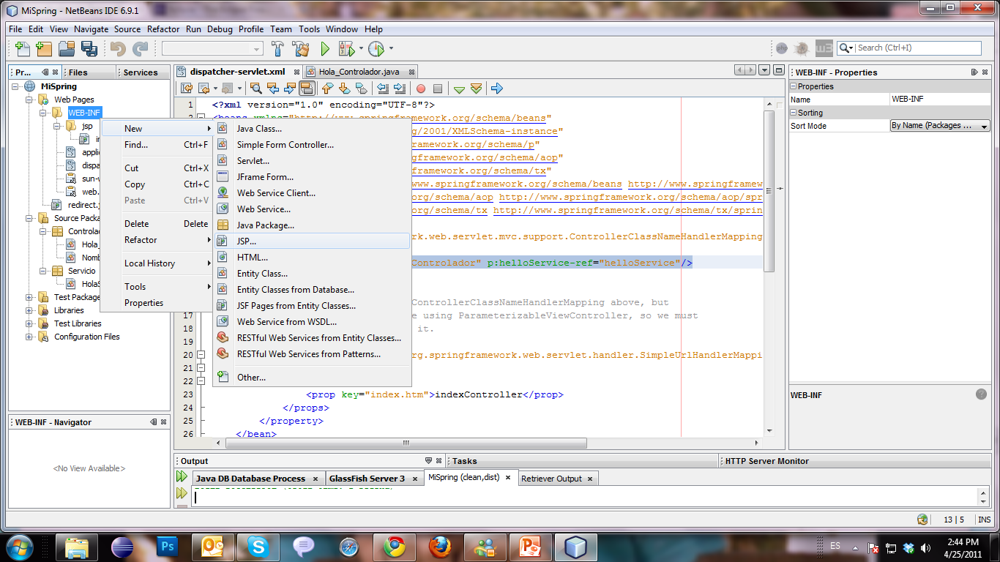 MiSpring - NetBeans IDE 6.9.1
File Edit View Navigate Source Refactor Run Debug Profile Team Tools Window Help
php w3 Search (Ctrl+I)
Pr... Files Services
MiSpring
Web Pages
WEB-INF
jsp
applic
dispa
sun-w
web.
redirect.j
Source Packa
Controlad
Hola_
Nomb
Servicio
HolaS
Test Package
Libraries
Test Libraries
Configuration Files
New
Find... Ctrl+F
Cut Ctrl+X
Copy Ctrl+C
Paste Ctrl+V
Delete Delete
Refactor
Local History
Tools
Properties
Java Class...
Simple Form Controller...
Servlet...
JFrame Form...
Web Service Client...
Web Service...
Java Package...
JSP...
HTML...
Entity Class...
Entity Classes from Database...
JSF Pages from Entity Classes...
Web Service from WSDL...
RESTful Web Services from Entity Classes...
RESTful Web Services from Patterns...
Other...
dispatcher-servlet.xml Hola_Controlador.java
1 <?xml version="1.0" encoding="UTF-8"?>
<beans xmlns="http://www.springframework.org/schema/beans"
g/2001/XMLSchema-instance"
ramework.org/schema/p"
gframework.org/schema/aop"
gframework.org/schema/tx"
www.springframework.org/schema/beans http://www.springframew
org/schema/aop http://www.springframework.org/schema/aop/spr
org/schema/tx http://www.springframework.org/schema/tx/sprin
rk.web.servlet.mvc.support.ControllerClassNameHandlerMapping
Controlador" p:helloService-ref="helloService"/>
ControllerClassNameHandlerMapping above, but
17 e using ParameterizableViewController, so we must
18 it.
19
20 rg.springframework.web.servlet.handler.SimpleUrlHandlerMappi
21
22
23 <prop key="index.htm">indexController</prop>
24 </props>
25 </property>
26 </bean>
WEB-INF - Properties
Properties
Name WEB-INF
Sorting
Sort Mode By Name (Packages ...
WEB-INF
WEB-INF - Navigator
<No View Available>
Output Tasks HTTP Server Monitor
Java DB Database Process GlassFish Server 3 MiSpring (clean,dist) Retriever Output
13 | 5 INS
Ps
ES
2:44 PM
4/25/2011